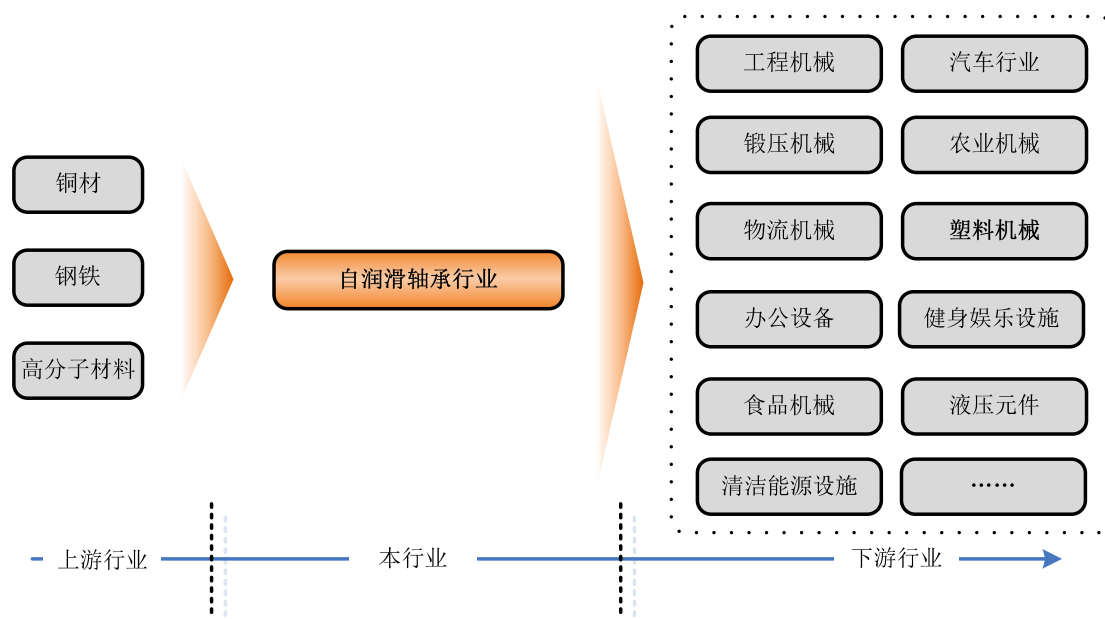 铜材
钢铁
高分子材料
自润滑轴承行业
工程机械
汽车行业
锻压机械
农业机械
物流机械
塑料机械
办公设备
健身娱乐设施
食品机械
液压元件
清洁能源设施
……
上游行业
本行业
下游行业